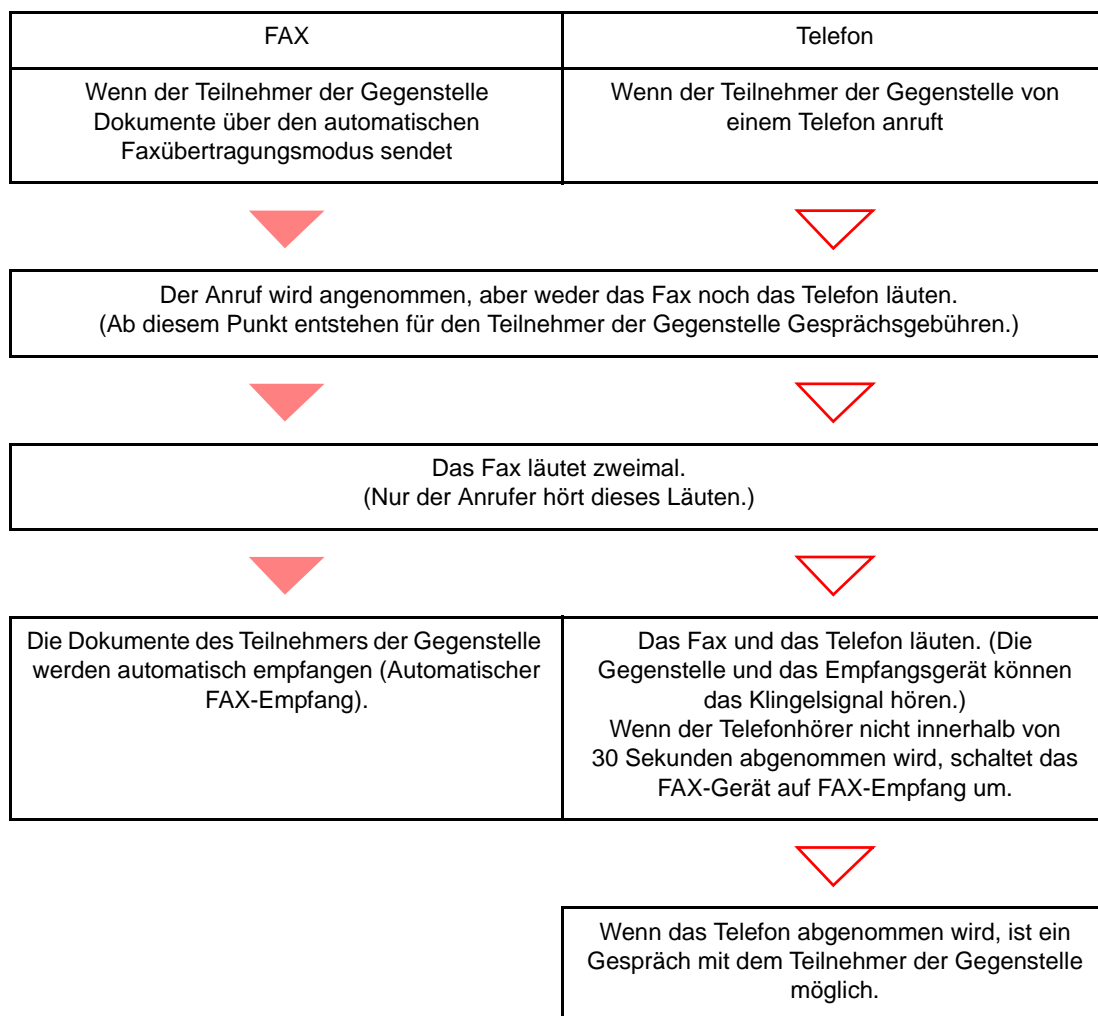 FAX
Telefon
Wenn der Teilnehmer der Gegenstelle
Dokumente über den automatischen
Faxübertragungsmodus sendet
Wenn der Teilnehmer der Gegenstelle von
einem Telefon anruft
Der Anruf wird angenommen, aber weder das Fax noch das Telefon läuten.
(Ab diesem Punkt entstehen für den Teilnehmer der Gegenstelle Gesprächsgebühren.)
Das Fax läutet zweimal.
(Nur der Anrufer hört dieses Läuten.)
Die Dokumente des Teilnehmers der Gegenstelle
werden automatisch empfangen (Automatischer
FAX-Empfang).
Das Fax und das Telefon läuten. (Die
Gegenstelle und das Empfangsgerät können
das Klingelsignal hören.)
Wenn der Telefonhörer nicht innerhalb von
30 Sekunden abgenommen wird, schaltet das
FAX-Gerät auf FAX-Empfang um.
Wenn das Telefon abgenommen wird, ist ein
Gespräch mit dem Teilnehmer der Gegenstelle
möglich.